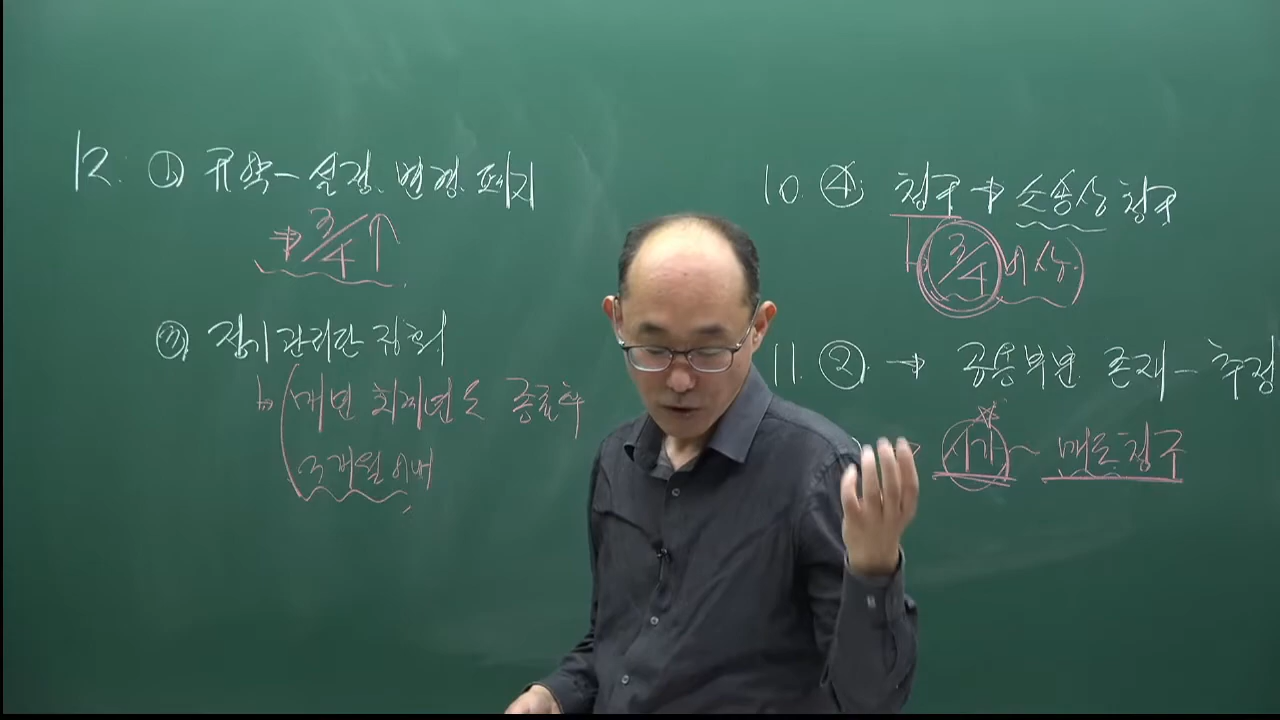 12. ① 규약 - 설정, 변경, 폐지
→ 3/4 ↑
③ 정기관리단 집회
매년 회계년도 종료후
3개월 이내
10. ④ 청구 → 소송상 청구
3/4 이상
11. ② → 공용부분 존재 - 추정
시가 ~ 매도청구